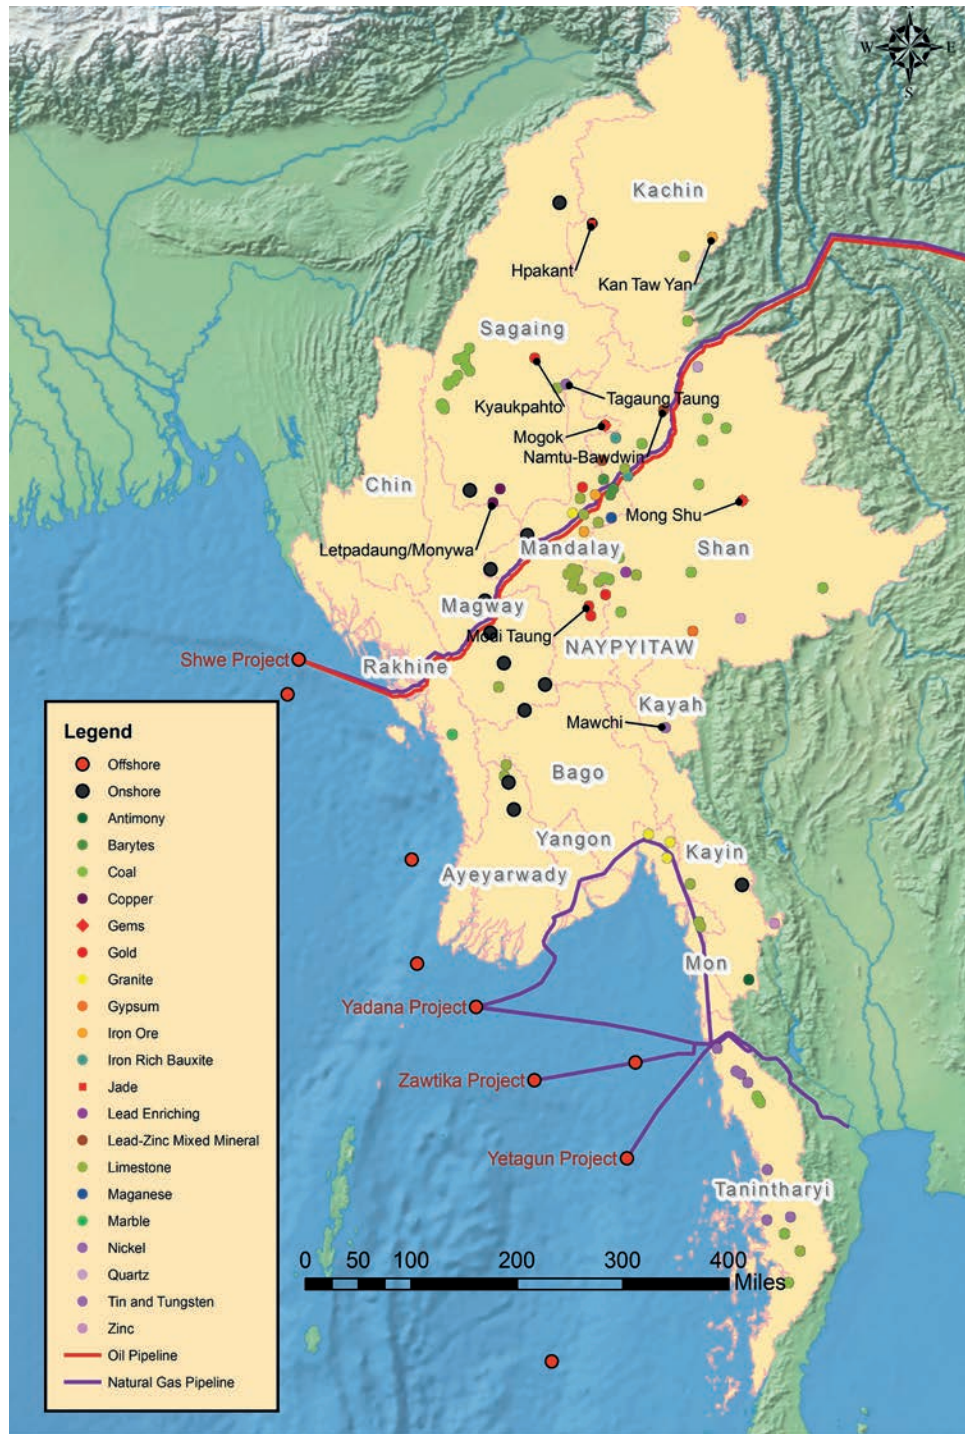 W
E
S
Kachin
Hpakant
Kan Taw Yan
Sagaing
Kyaukpahto
Tagaung Taung
Mogok
Namtu-Bawdwin
Chin
Mong Shu
Letpadaung/Monywa
Mandalay
Shan
Magway
Modi Taung
NAYPYITAW
Shwe Project
Rakhine
Kayah
Mawchi
Bago
Yangon
Kayin
Ayeyarwady
Mon
Yadana Project
Zawtika Project
Yetagun Project
Tanintharyi
0 50 100 200 300 400
Miles
Legend
Offshore
Onshore
Antimony
Barytes
Coal
Copper
Gems
Gold
Granite
Gypsum
Iron Ore
Iron Rich Bauxite
Jade
Lead Enriching
Lead-Zinc Mixed Mineral
Limestone
Maganese
Marble
Nickel
Quartz
Tin and Tungsten
Zinc
Oil Pipeline
Natural Gas Pipeline